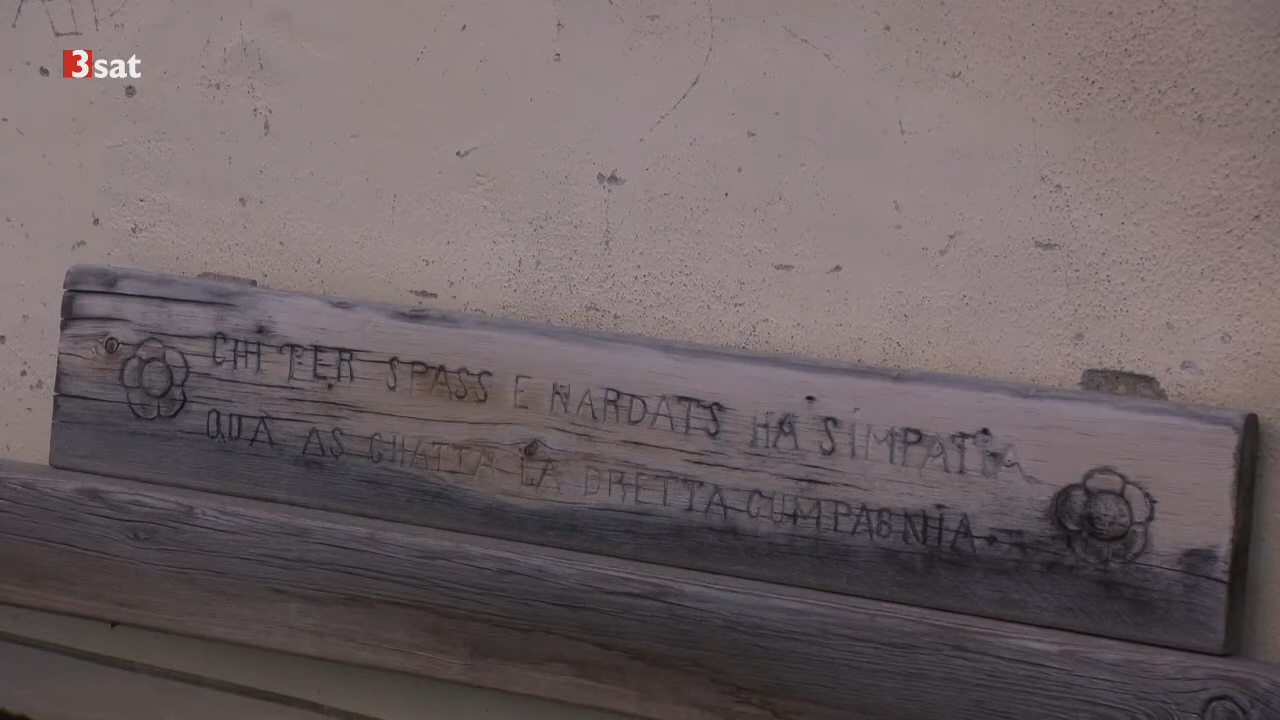 3sat
CHI PER SPASS E NARDATS HA SIMPATIA
QUA AS CHATTA LA DRETTA CUMPAGNIA.